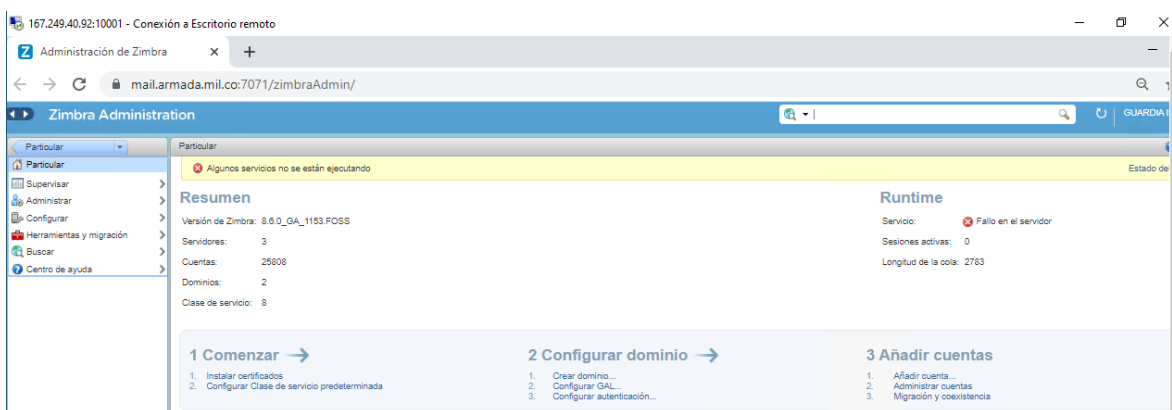 167.249.40.92:10001 - Conexión a Escritorio remoto
Administración de Zimbra
mail.armada.mil.co:7071/zimbraAdmin/
Zimbra Administration
GUARDIA
Particular
Particular
Particular
Algunos servicios no se están ejecutando
Estado de
Supervisar
Administrar
Configurar
Herramientas y migración
Buscar
Centro de ayuda
Resumen
Versión de Zimbra: 8.6.0_GA_1153.FOSS
Servidores: 3
Cuentas: 25808
Dominios: 2
Clase de servicio: 8
Runtime
Servicio: Fallo en el servidor
Sesiones activas: 0
Longitud de la cola: 2783
1 Comenzar
1. Instalar certificados
2. Configurar Clase de servicio predeterminada
2 Configurar dominio
1. Crear dominio...
2. Configurar GAL...
3. Configurar autenticación...
3 Añadir cuentas
1. Añadir cuenta...
2. Administrar cuentas
3. Migración y coexistencia